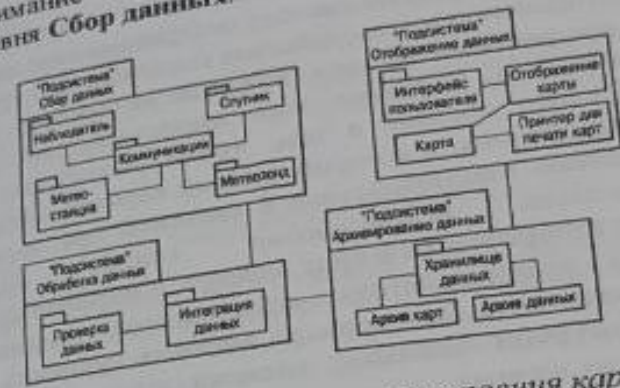 вня Сбор данных
"Подсистема"
Сбор данных
Спутник
Наблюдатель
Коммуникации
Метео-
станция
Метеозонд
"Подсистема"
Отображение данных
Интерфейс
пользователя
Отображение
карты
Карта
Принтер для
печати карт
"Подсистема"
Обработка данных
Проверка
данных
Интеграция
данных
"Подсистема"
Архивирование данных
Хранилище
данных
Архив карт
Архив данных